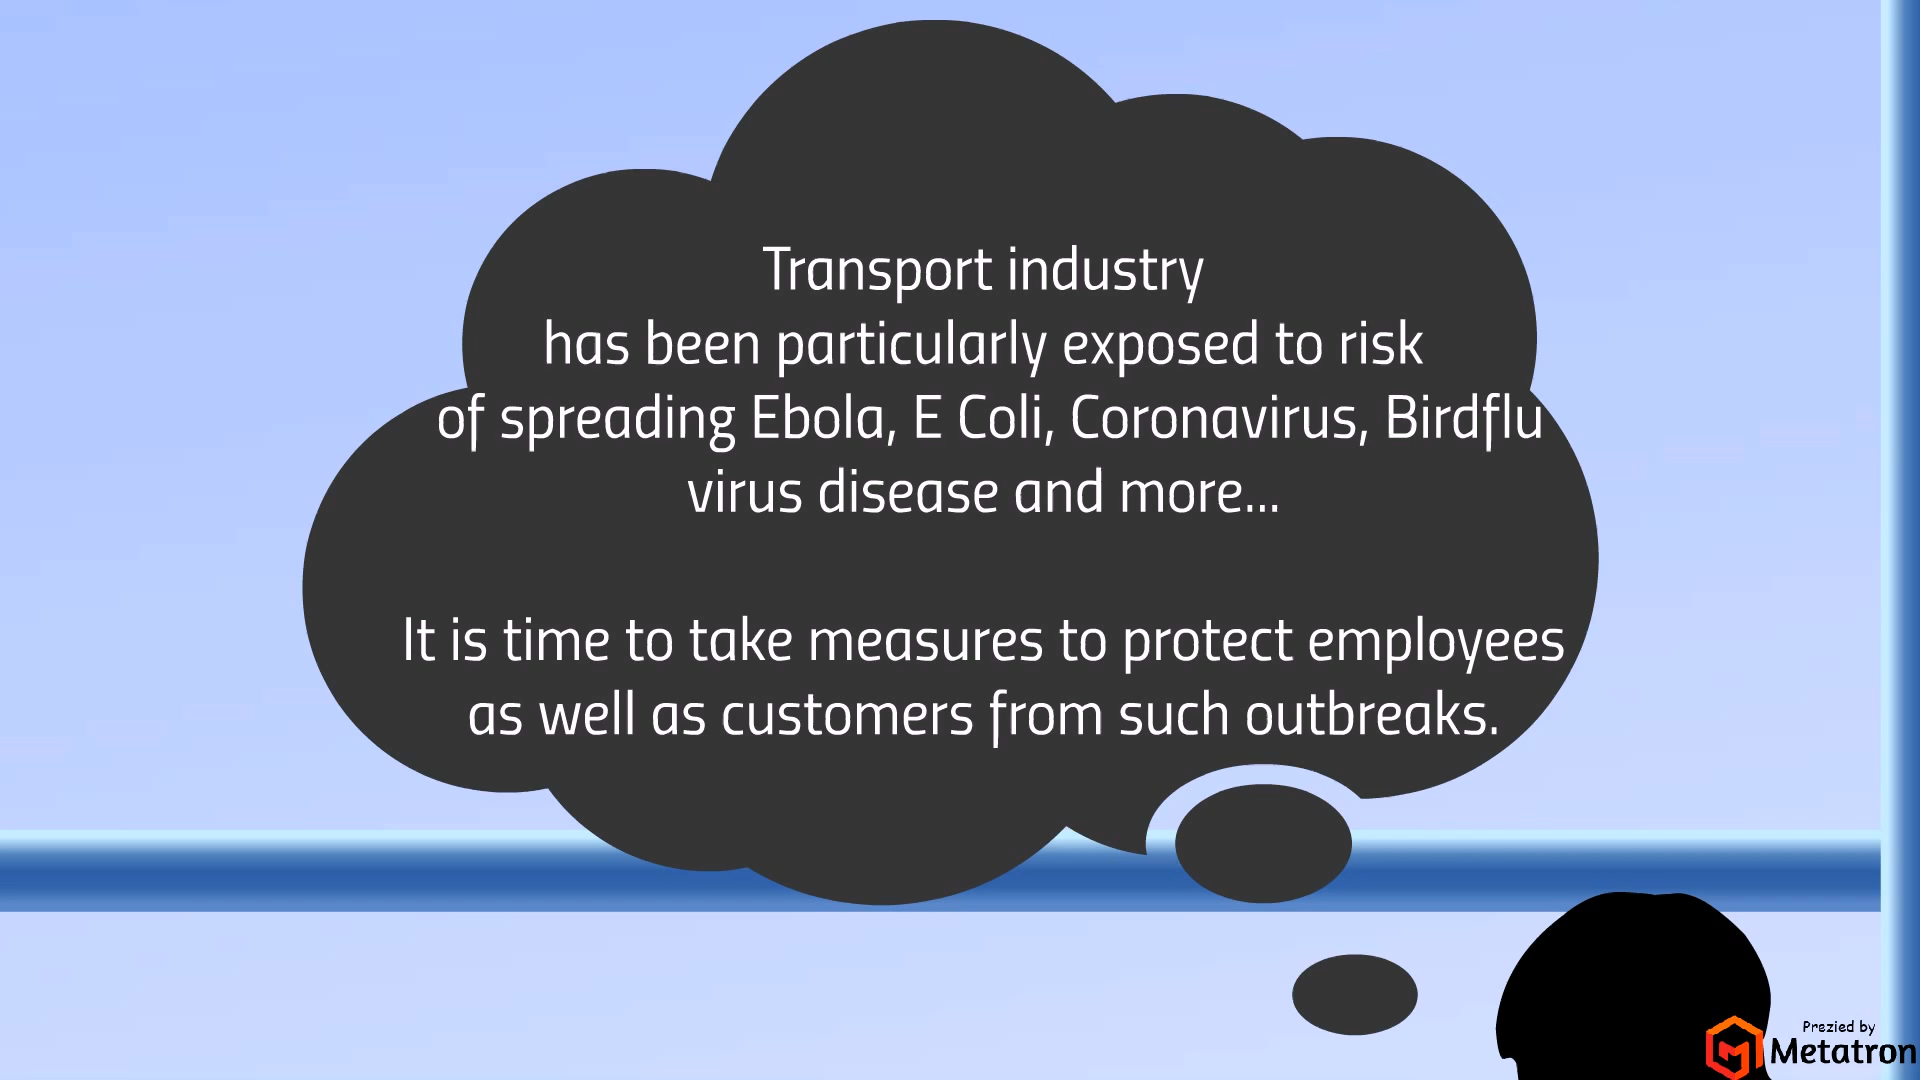 Transport industry
has been particularly exposed to risk
of spreading Ebola, E Coli, Coronavirus, Birdflu
virus disease and more...
It is time to take measures to protect employees
as well as customers from such outbreaks.
Prezied by
Metatron